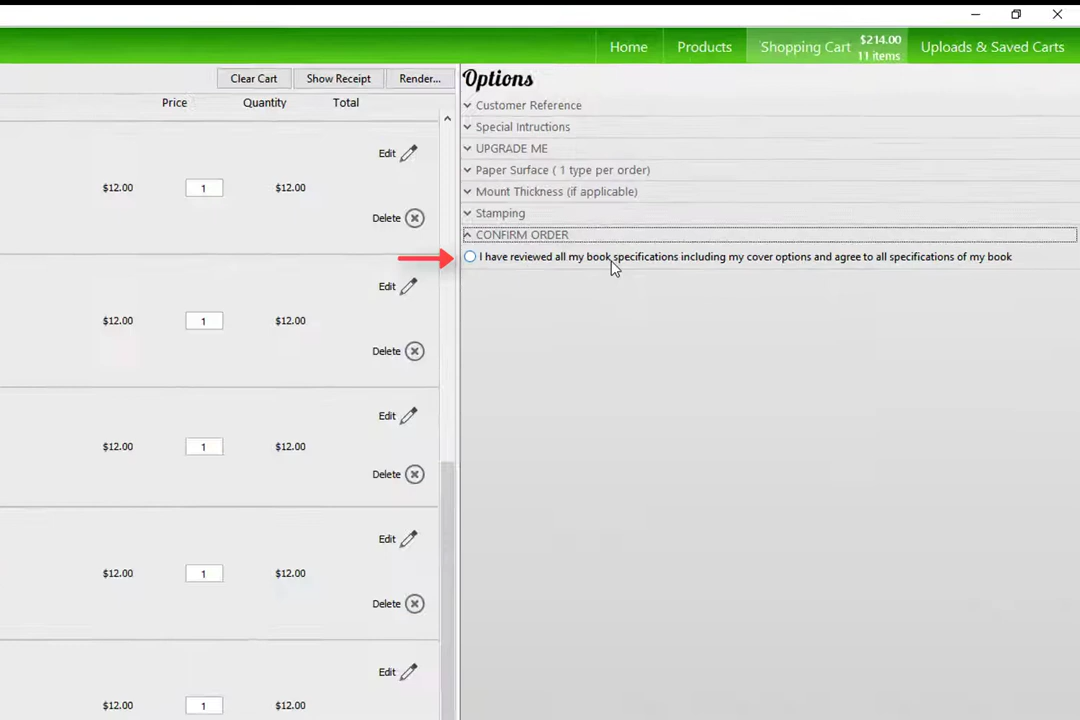 Home Products Shopping Cart $214.00 11 items Uploads & Saved Carts
Clear Cart Show Receipt Render...
Price Quantity Total
Edit
$12.00 1 $12.00
Delete
Edit
$12.00 1 $12.00
Delete
Edit
$12.00 1 $12.00
Delete
Edit
$12.00 1 $12.00
Delete
Edit
$12.00 1 $12.00
Options
Customer Reference
Special Intructions
UPGRADE ME
Paper Surface ( 1 type per order)
Mount Thickness (if applicable)
Stamping
CONFIRM ORDER
I have reviewed all my book specifications including my cover options and agree to all specifications of my book